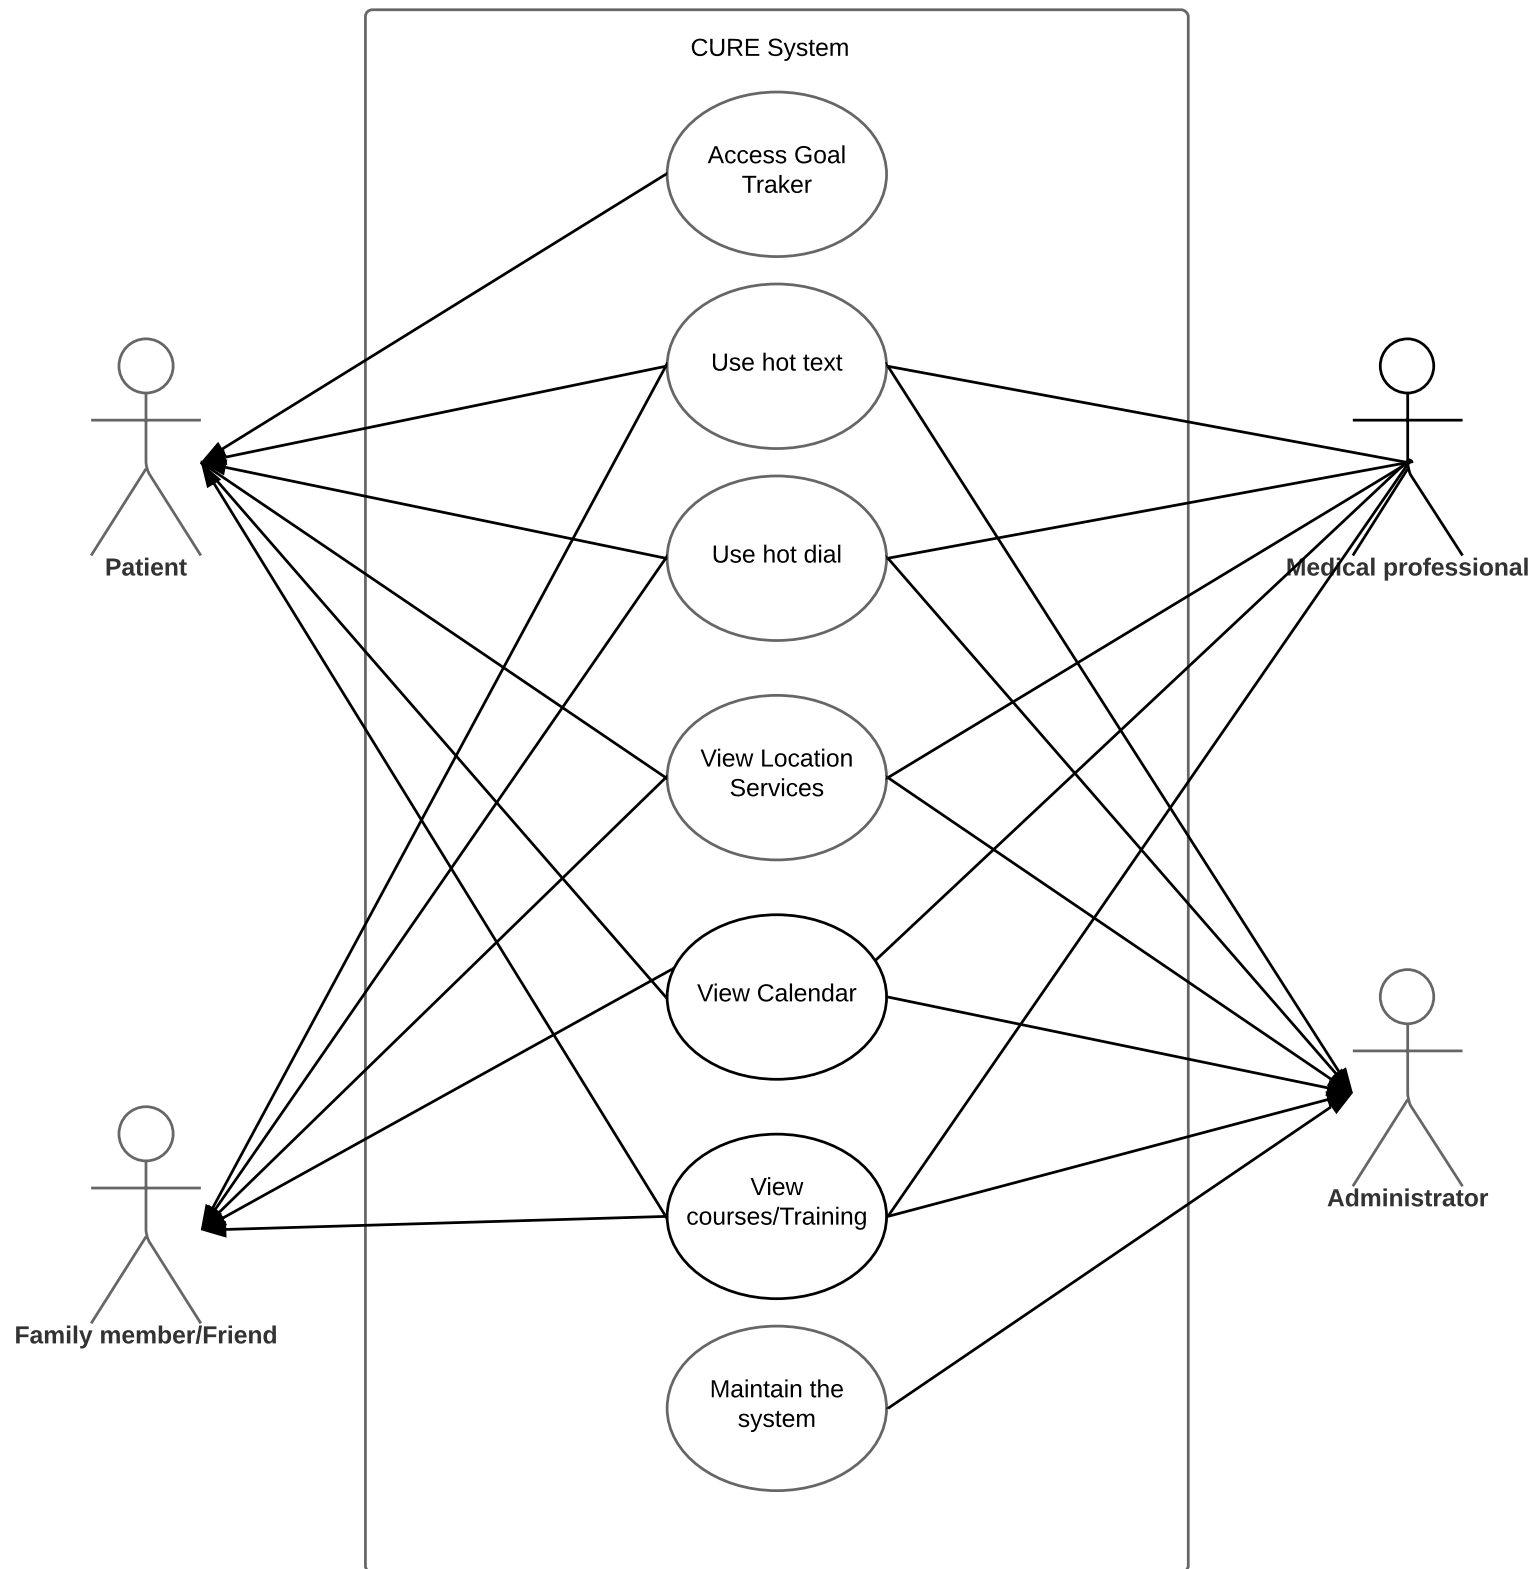 CURE System
Access Goal
Traker
Use hot text
Use hot dial
Patient
Medical professional
View Location
Services
View Calendar
View
courses/Training
Administrator
Family member/Friend
Maintain the
system